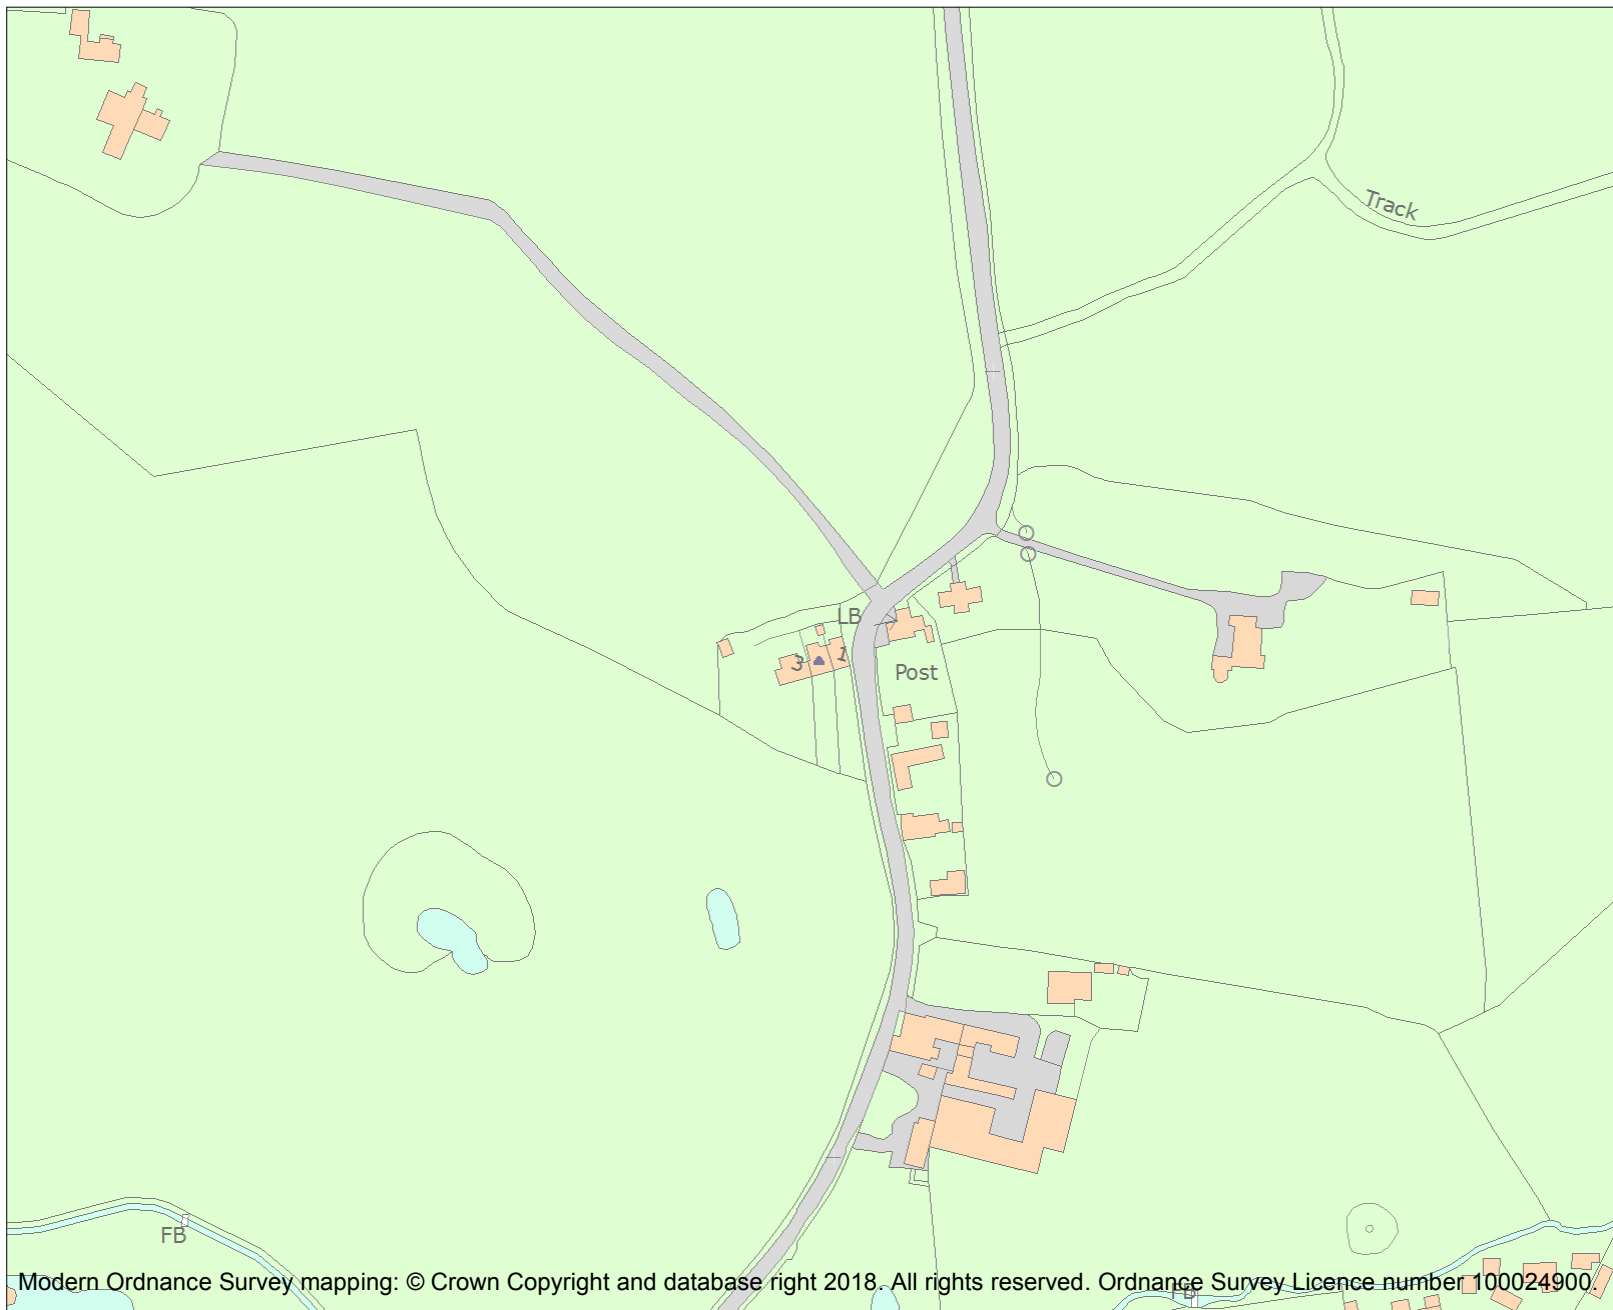 Track
LB
3
1
Post
FB
FB
Modern Ordnance Survey mapping: © Crown Copyright and database right 2018. All rights reserved. Ordnance Survey Licence number 100024900.